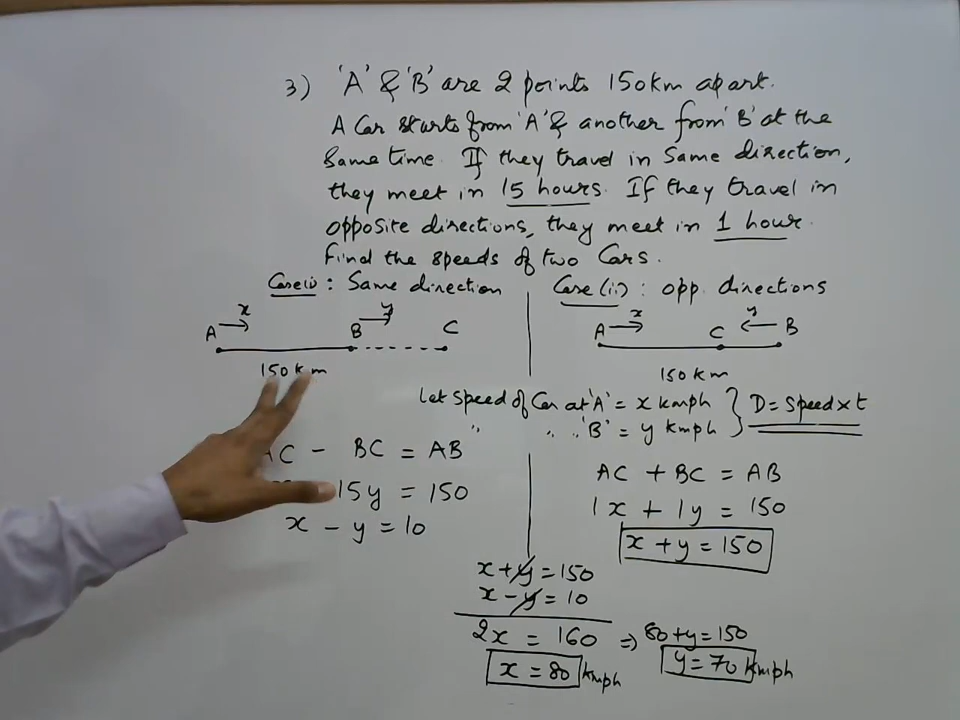 3) 'A' & 'B' are 2 points 150km apart.
A Car starts from 'A' & another from 'B' at the
Same time. If they travel in Same direction,
they meet in 15 hours. If they travel in
opposite directions, they meet in 1 hour.
Find the speeds of two Cars.
Case(i): Same direction
A x B y C
150km
AC - BC = AB
15y = 150
x - y = 10
Case (ii): opp. directions
A x C y B
150 km
Let Speed of Car at 'A' = x kmph
" " " 'B' = y kmph
D = Speed x t
AC + BC = AB
1x + 1y = 150
x + y = 150
x + y = 150
x - y = 10
2x = 160
x = 80 kmph
⇒ 80 + y = 150
y = 70 kmph